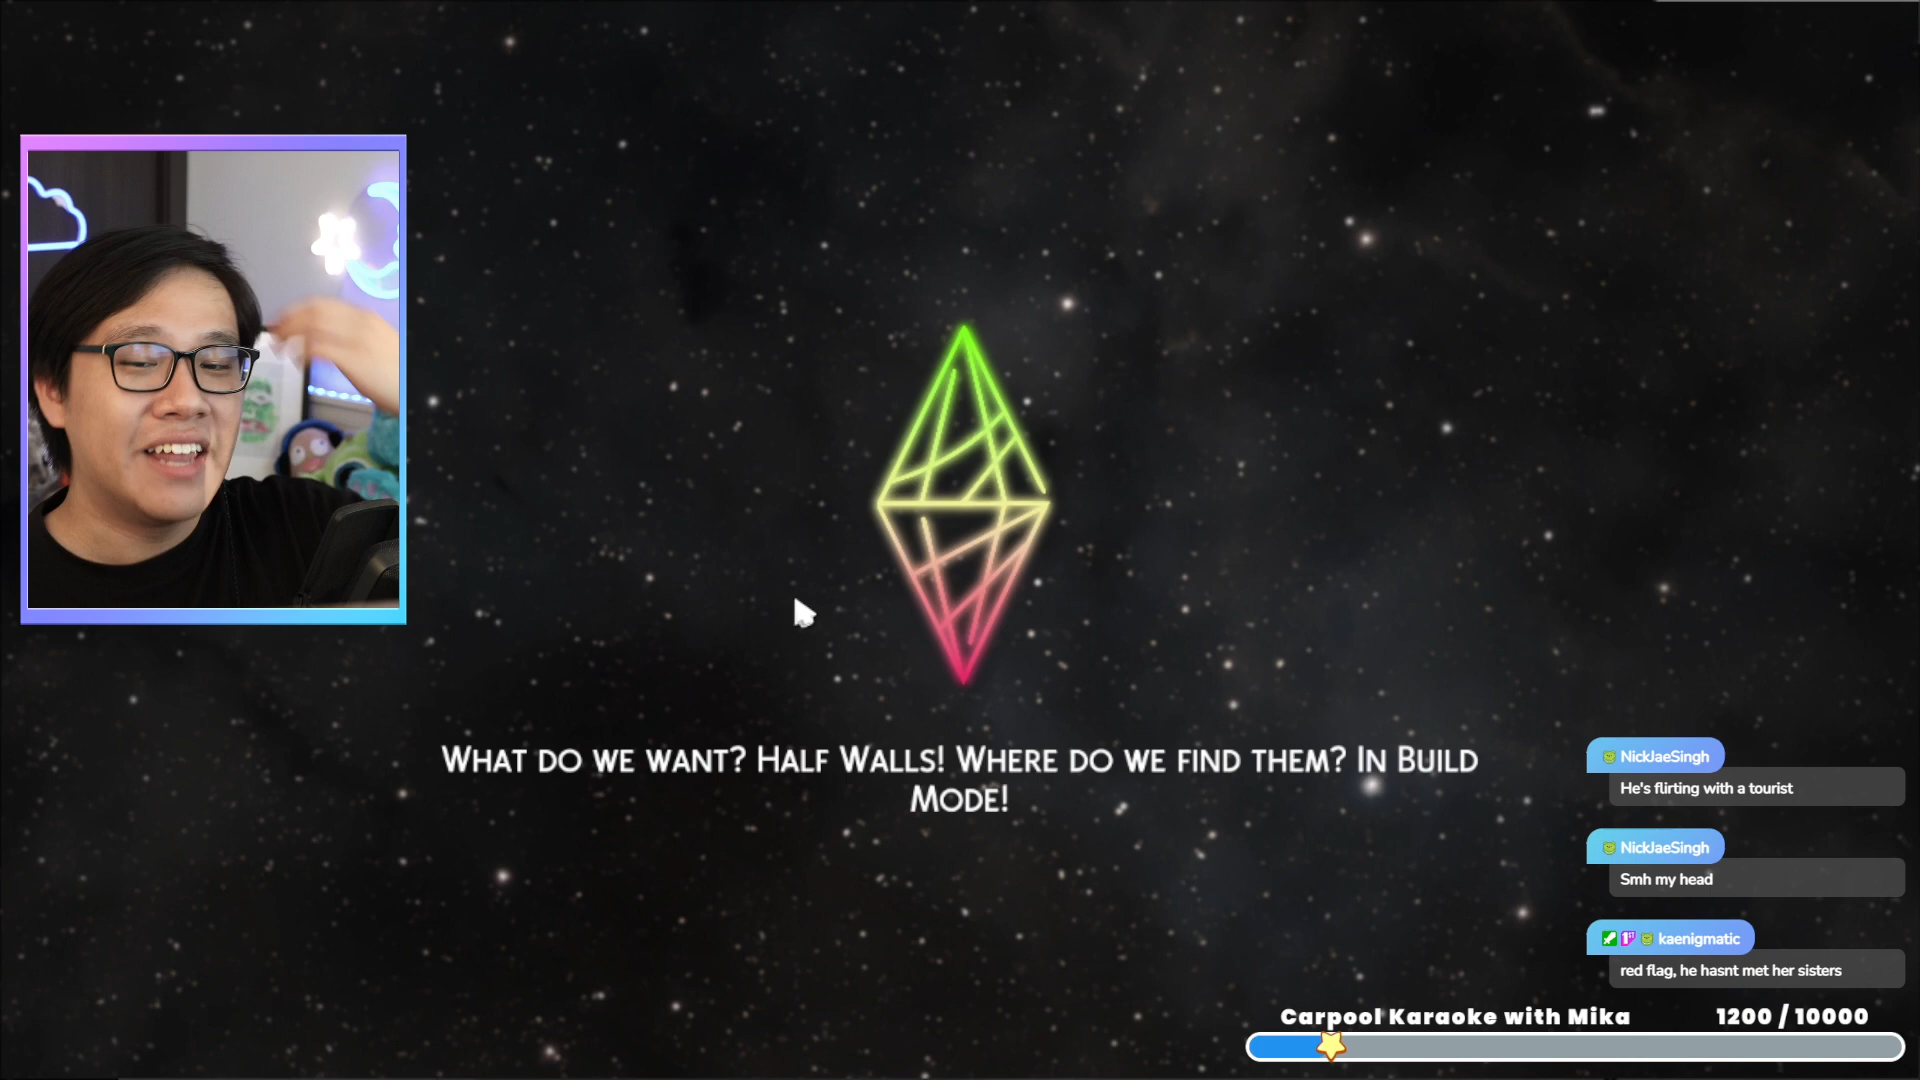 What do we want? Half Walls! Where do we find them? In Build
Mode!
NickJaeSingh
He's flirting with a tourist
NickJaeSingh
Smh my head
kaenigmatic
red flag, he hasnt met her sisters
Carpool Karaoke with Mika 1200 / 10000